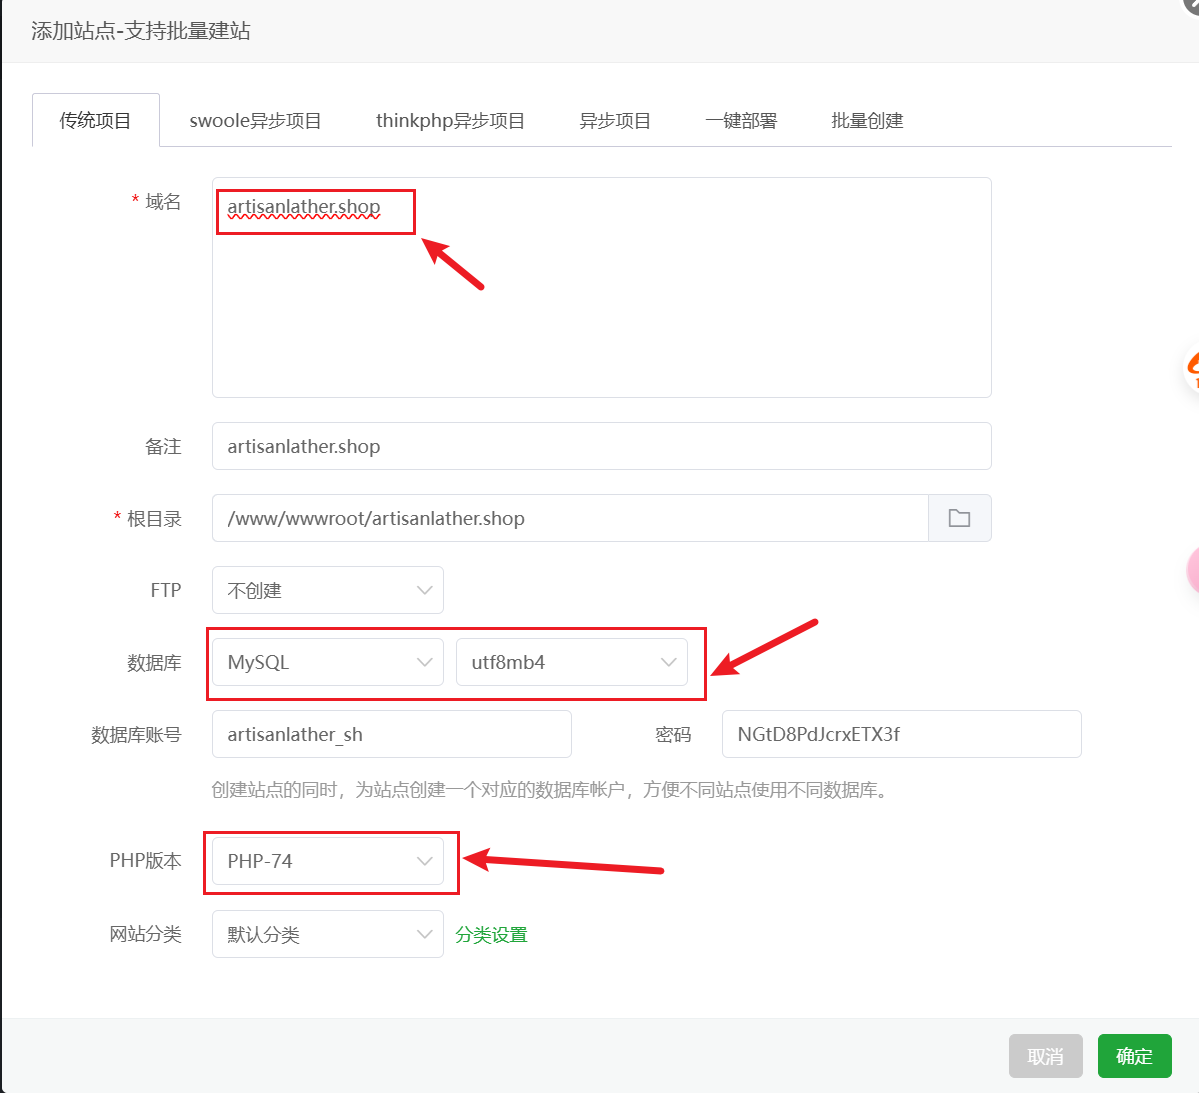 添加站点-支持批量建站
传统项目 swoole异步项目 thinkphp异步项目 异步项目 一键部署 批量创建
* 域名 artisanlather.shop
备注 artisanlather.shop
* 根目录 /www/wwwroot/artisanlather.shop
FTP 不创建
数据库 MySQL utf8mb4
数据库账号 artisanlather_sh 密码 NGtD8PdJcrxETX3f
创建站点的同时，为站点创建一个对应的数据库帐户，方便不同站点使用不同数据库。
PHP版本 PHP-74
网站分类 默认分类 分类设置
取消 确定